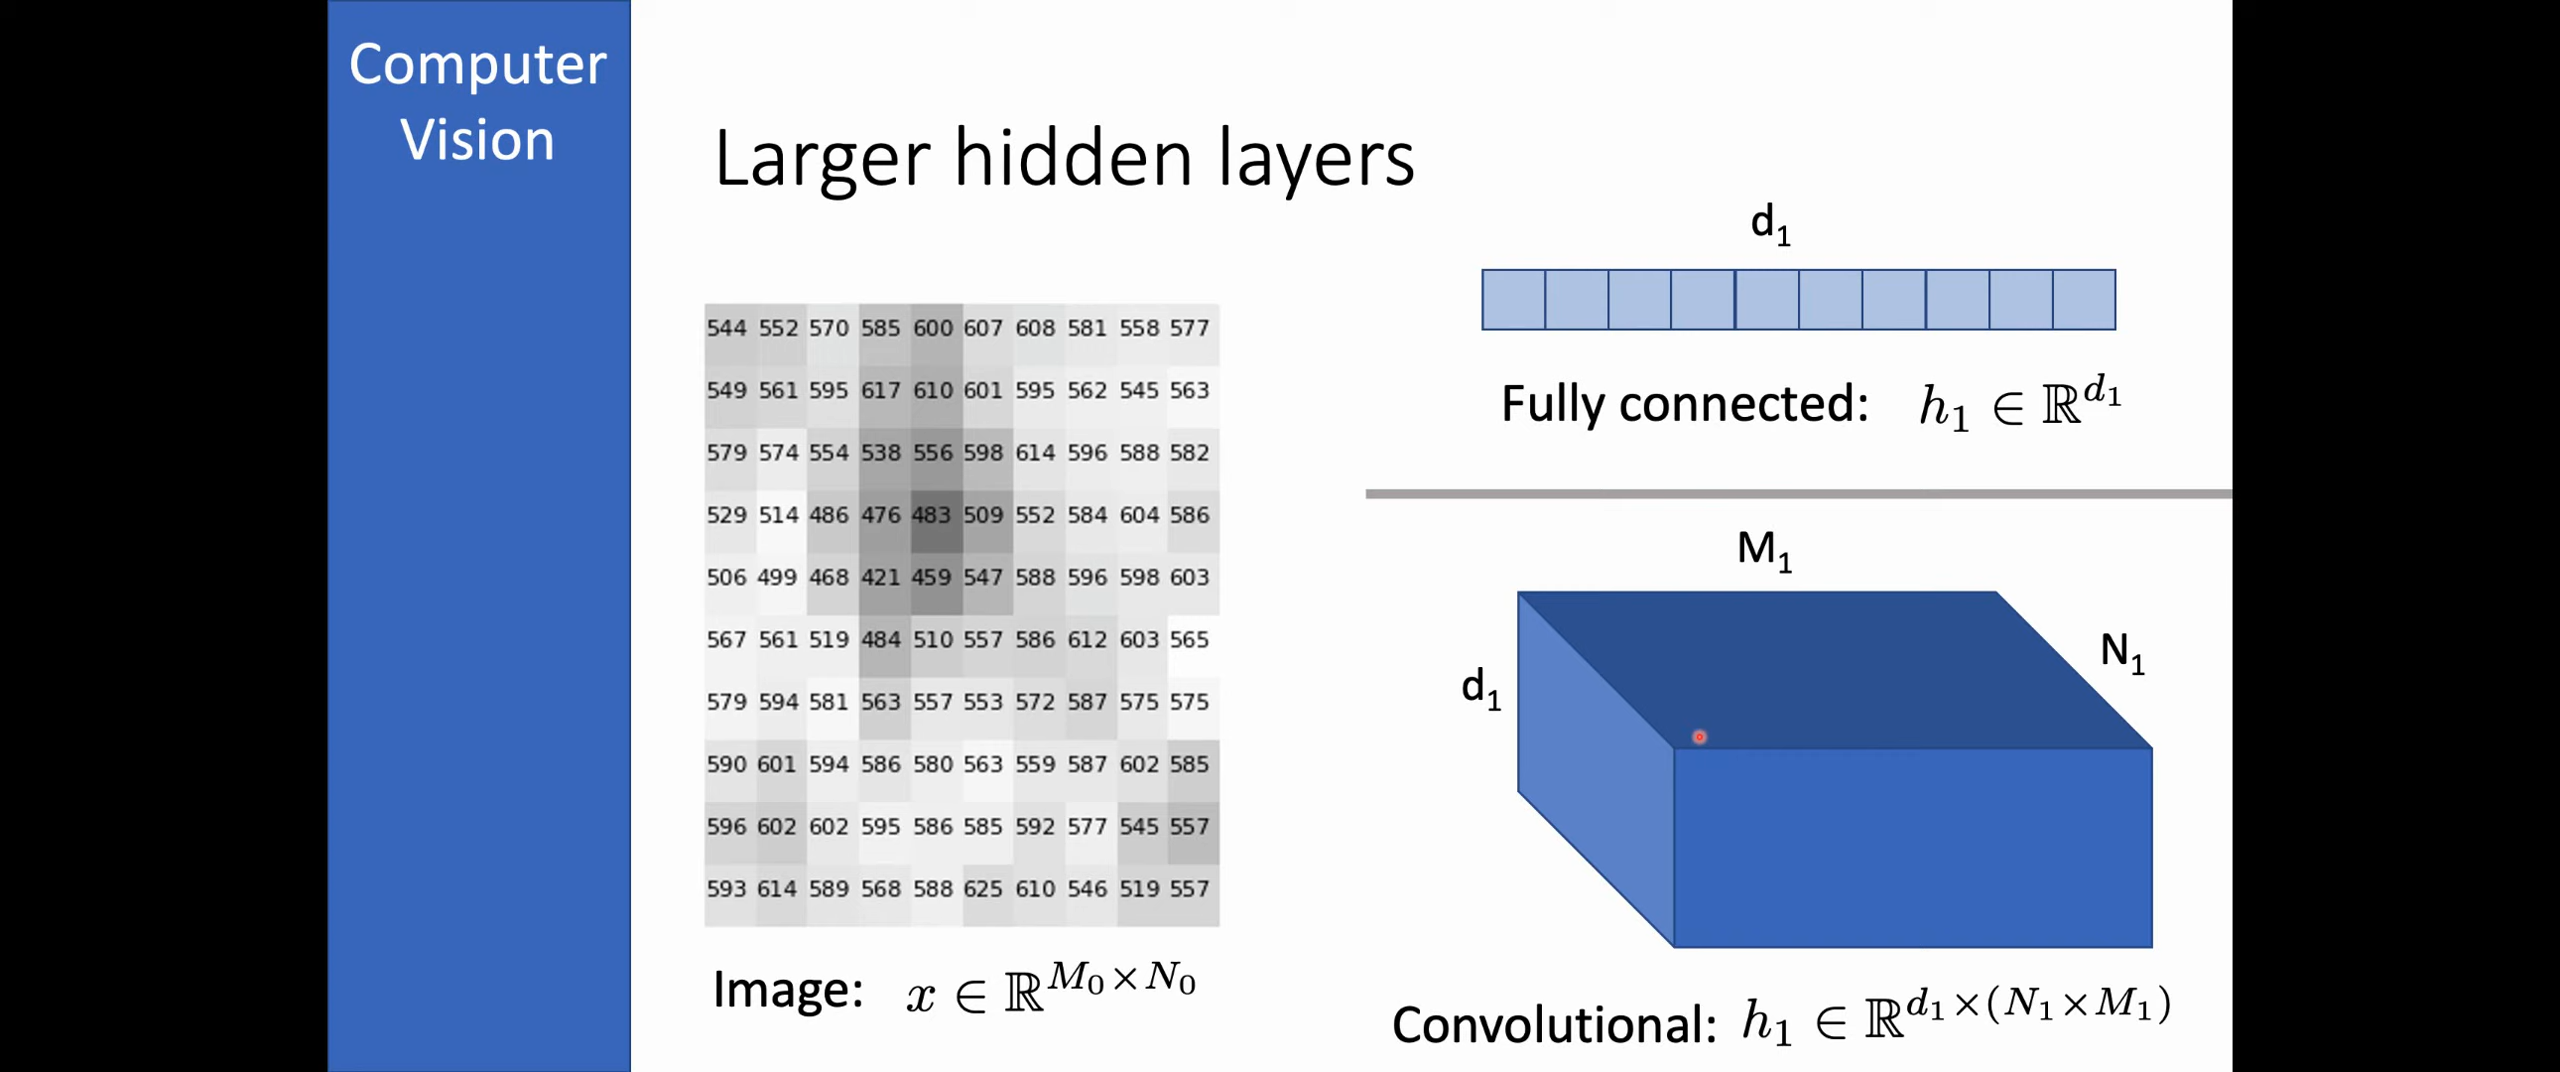 Computer
Vision
Larger hidden layers
544 552 570 585 600 607 608 581 558 577
549 561 595 617 610 601 595 562 545 563
579 574 554 538 556 598 614 596 588 582
529 514 486 476 483 509 552 584 604 586
506 499 468 421 459 547 588 596 598 603
567 561 519 484 510 557 586 612 603 565
579 594 581 563 557 553 572 587 575 575
590 601 594 586 580 563 559 587 602 585
596 602 602 595 586 585 592 577 545 557
593 614 589 568 588 625 610 546 519 557
Image: x ∈ ℝ^{M₀×N₀}
d₁
Fully connected: h₁ ∈ ℝ^{d₁}
M₁
N₁
d₁
Convolutional: h₁ ∈ ℝ^{d₁×(N₁×M₁)}